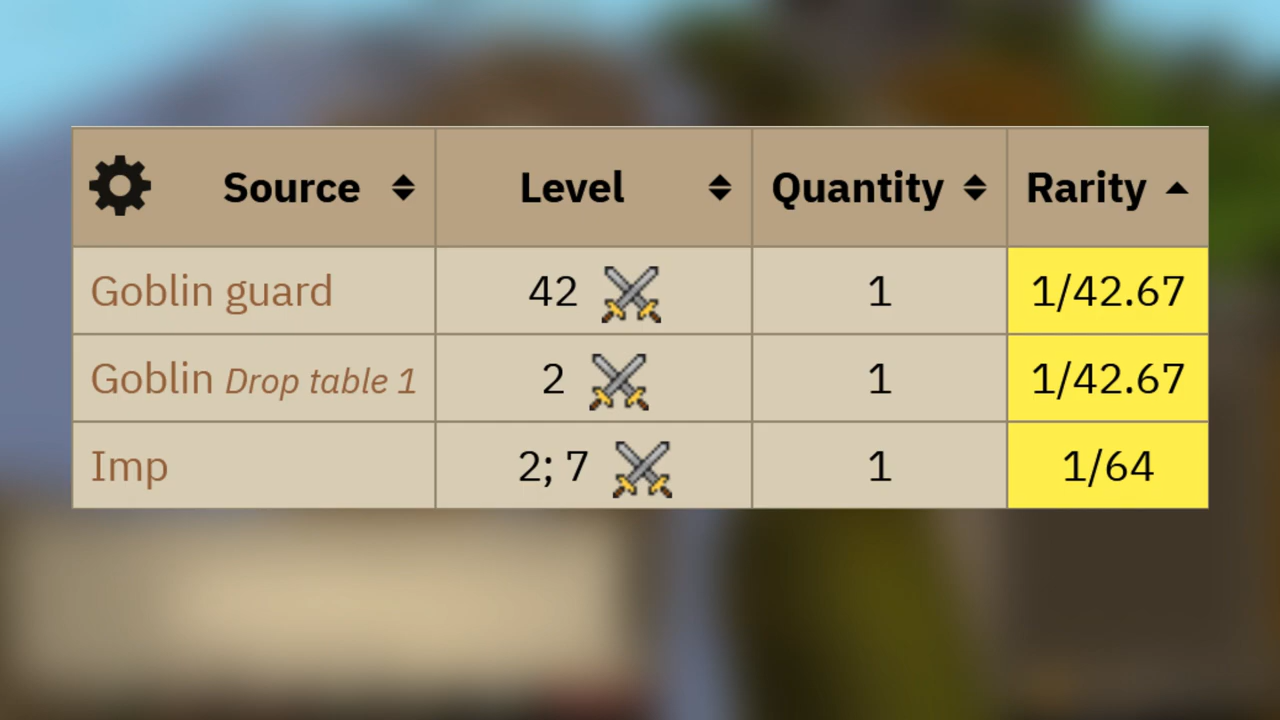 Source Level Quantity Rarity
Goblin guard 42 1 1/42.67
Goblin Drop table 1 2 1 1/42.67
Imp 2; 7 1 1/64